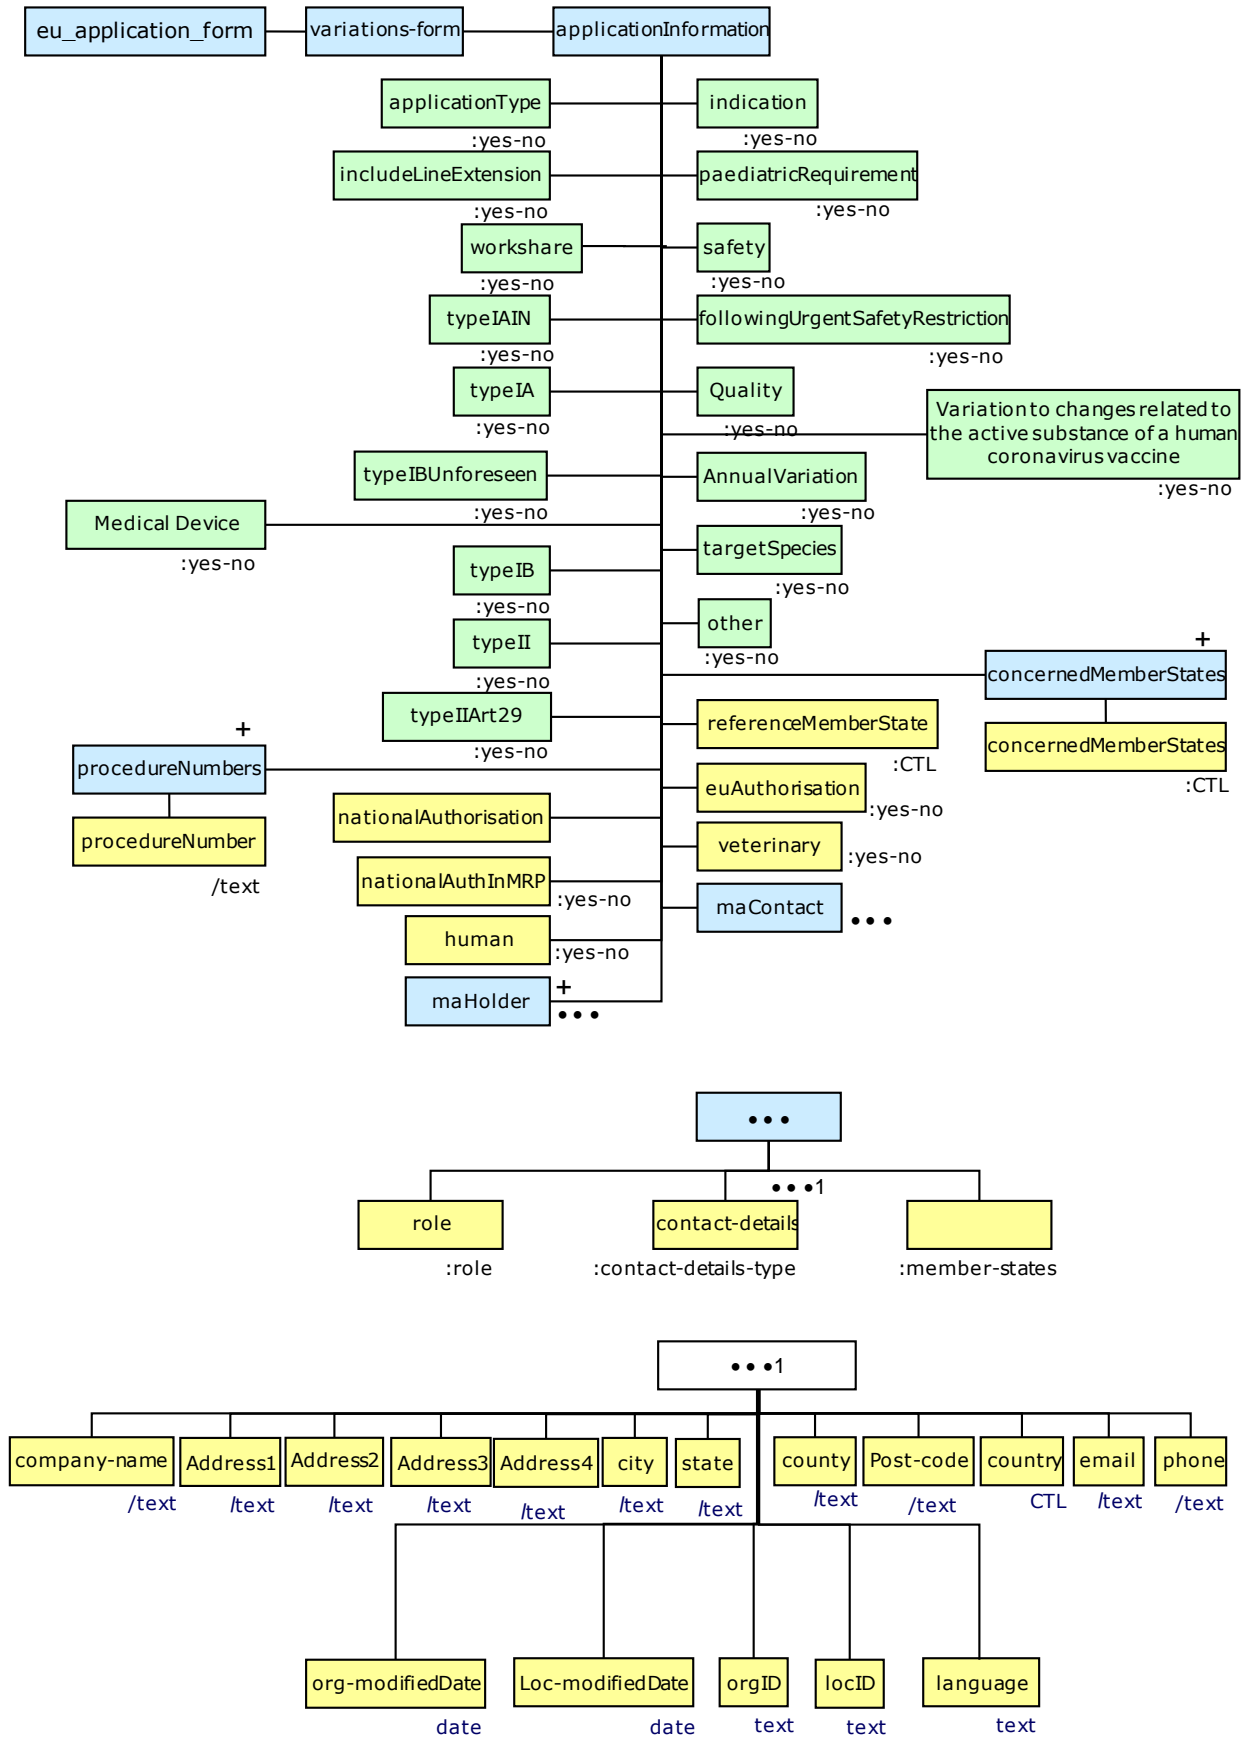 eu_application_form
variations-form
applicationInformation
applicationType
:yes-no
indication
:yes-no
includeLineExtension
:yes-no
paediatricRequirement
:yes-no
workshare
:yes-no
safety
:yes-no
typeIAIN
:yes-no
followingUrgentSafetyRestriction
:yes-no
typeIA
:yes-no
Quality
:yes-no
Variation to changes related to
the active substance of a human
coronavirus vaccine
:yes-no
typeIBUnforeseen
:yes-no
AnnualVariation
:yes-no
Medical Device
:yes-no
targetSpecies
:yes-no
typeIB
:yes-no
other
:yes-no
typeII
:yes-no
+
concernedMemberStates
concernedMemberStates
:CTL
typeIIArt29
:yes-no
referenceMemberState
:CTL
+
procedureNumbers
procedureNumber
/text
euAuthorisation
:yes-no
nationalAuthorisation
veterinary
:yes-no
nationalAuthInMRP
:yes-no
maContact
•••
human
:yes-no
maHolder
+
•••
•••
•••1
role
:role
contact-details
:contact-details-type
:member-states
•••1
company-name
/text
Address1
/text
Address2
/text
Address3
/text
Address4
/text
city
/text
state
/text
county
/text
Post-code
/text
country
CTL
email
/text
phone
/text
org-modifiedDate
date
Loc-modifiedDate
date
orgID
text
locID
text
language
text